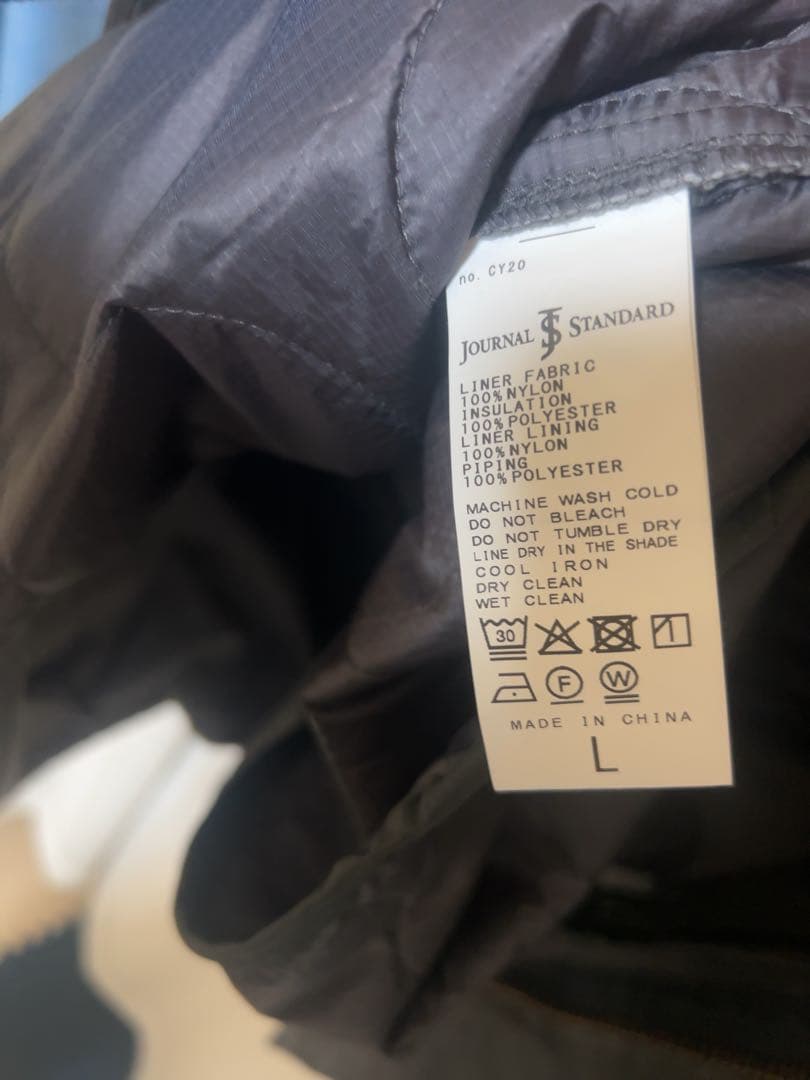 no. CY20
JOURNAL JS STANDARD
LINER FABRIC
100%NYLON
INSULATION
100%POLYESTER
LINER LINING
100%NYLON
PIPING
100%POLYESTER
MACHINE WASH COLD
DO NOT BLEACH
DO NOT TUMBLE DRY
LINE DRY IN THE SHADE
COOL IRON
DRY CLEAN
WET CLEAN
30
F W
MADE IN CHINA
L